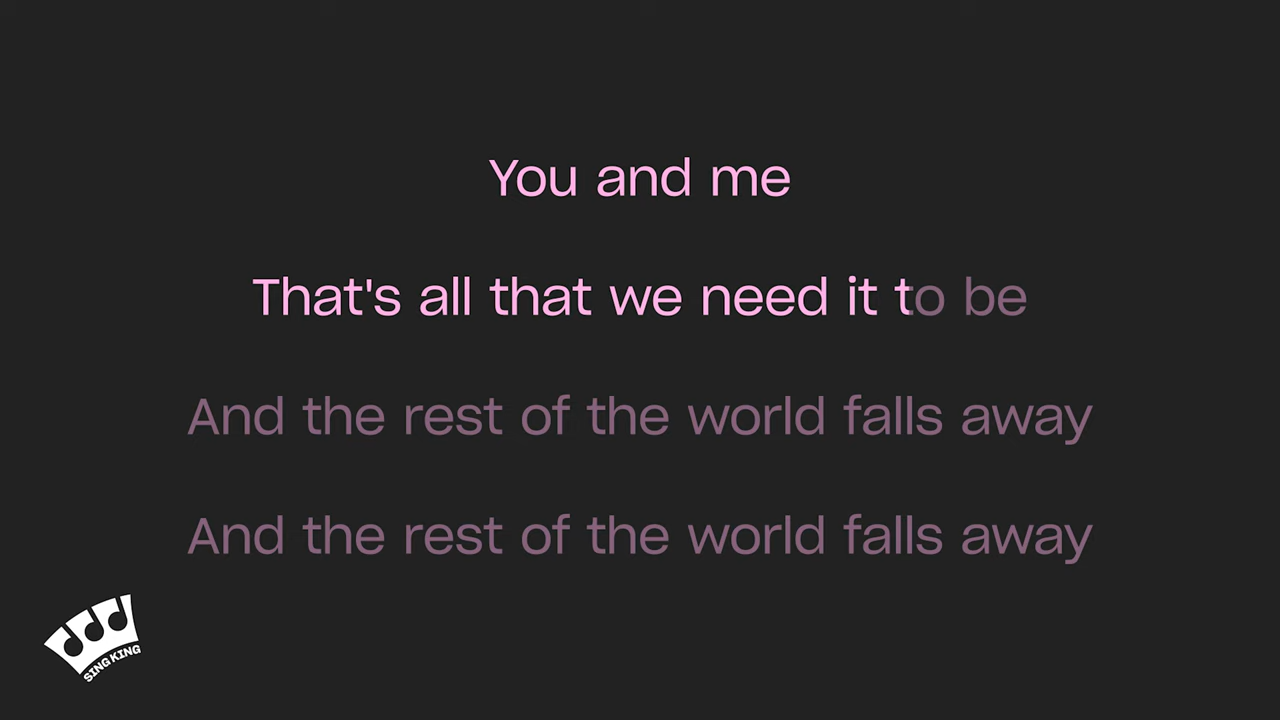 You and me
That's all that we need it to be
And the rest of the world falls away
And the rest of the world falls away
SING KING